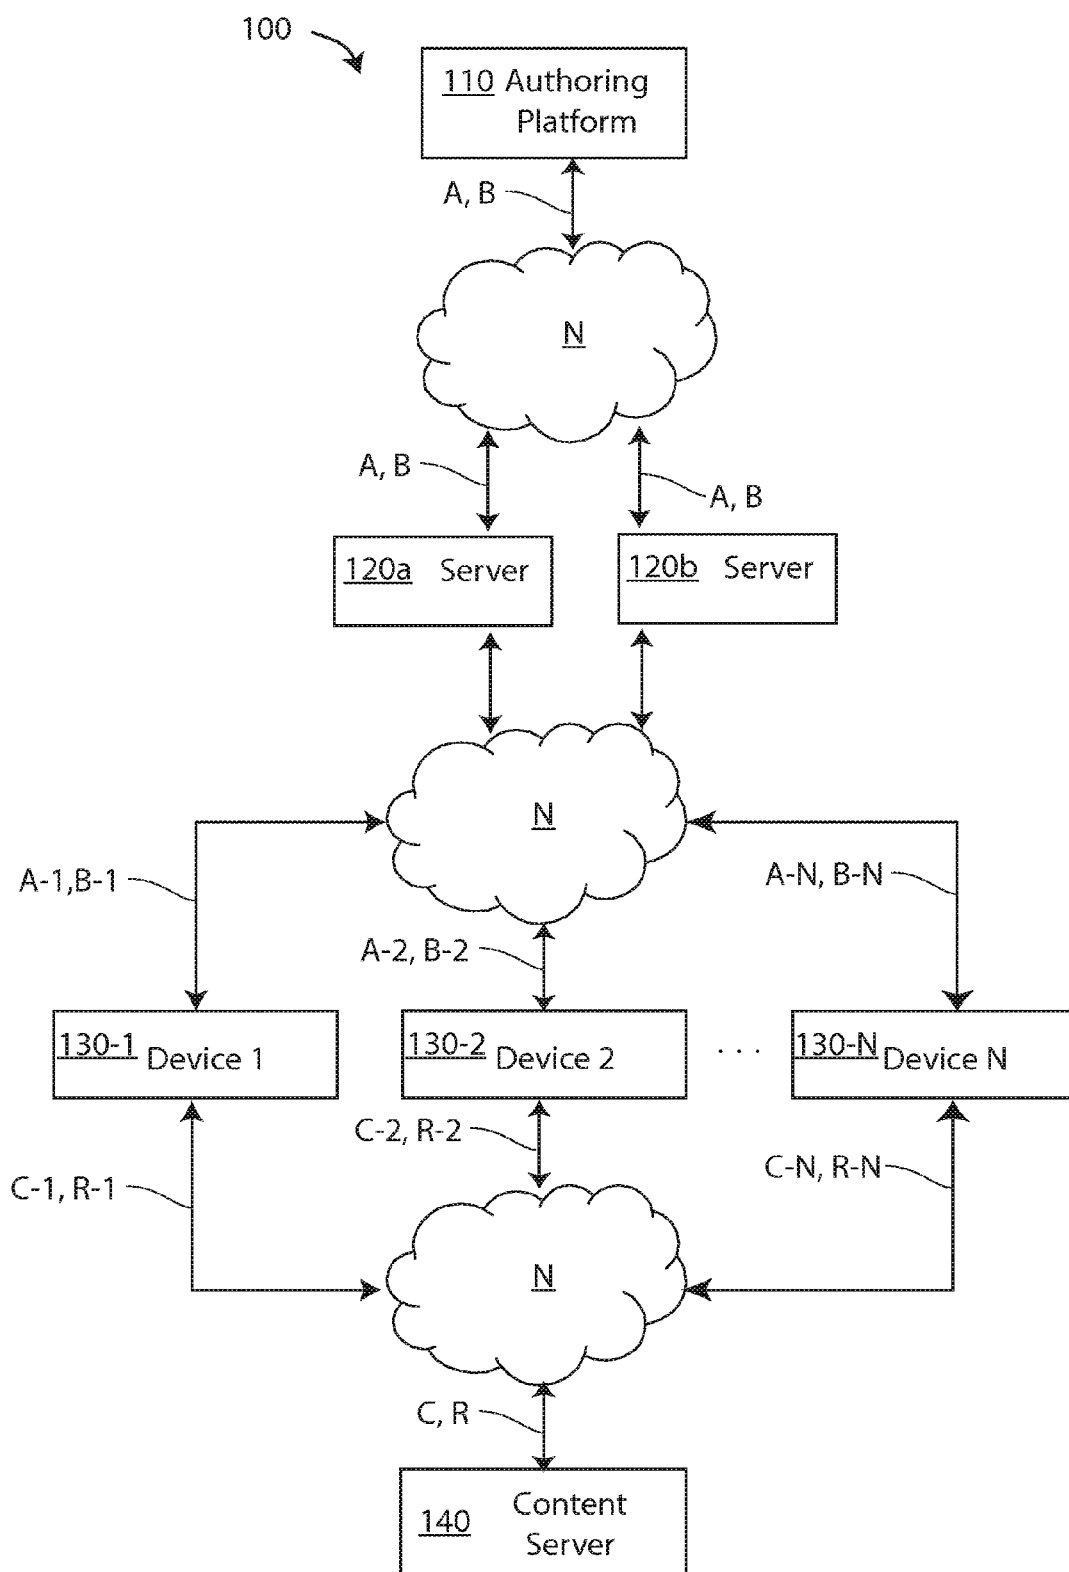 100
110 Authoring
Platform
A, B
N
A, B
A, B
120a Server
120b Server
N
A-1,B-1
A-N, B-N
A-2, B-2
130-1 Device 1
130-2 Device 2
. . .
130-N Device N
C-2, R-2
C-1, R-1
C-N, R-N
N
C, R
140 Content
Server